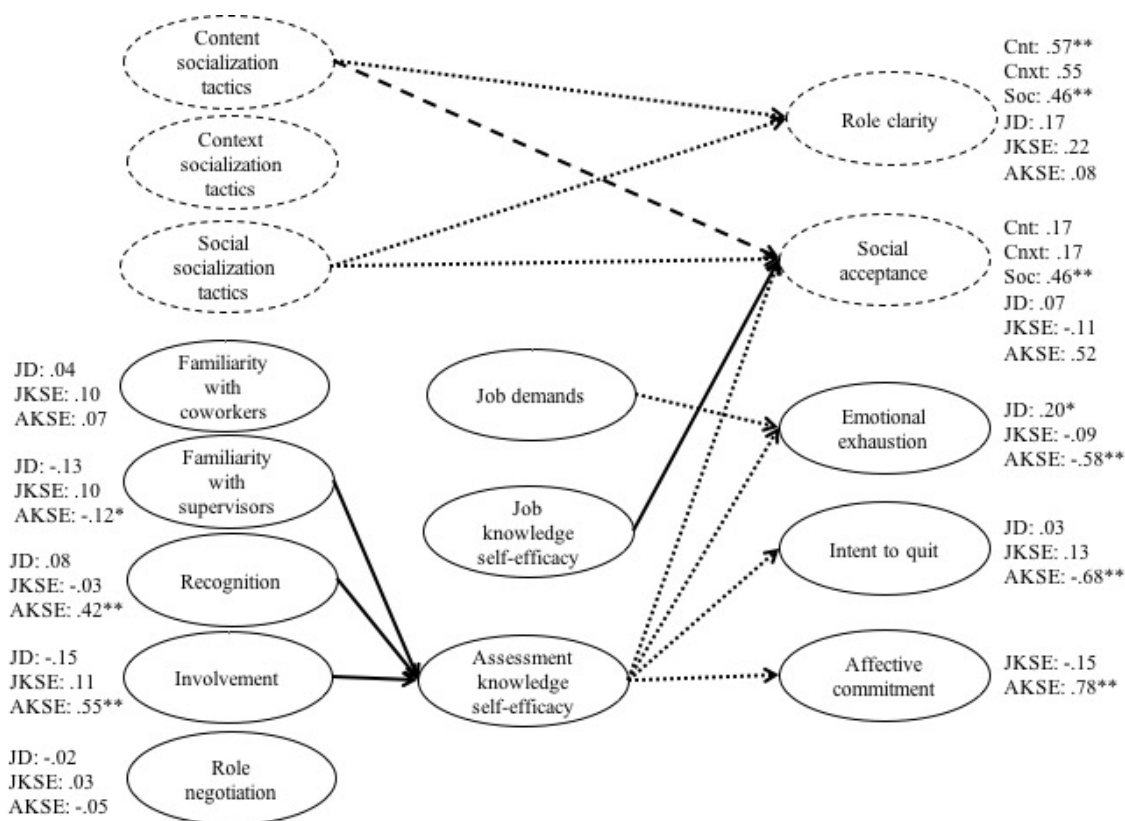 Content
socialization
tactics
Context
socialization
tactics
Social
socialization
tactics
JD: .04
JKSE: .10
AKSE: .07
Familiarity
with
coworkers
JD: -.13
JKSE: .10
AKSE: -.12*
Familiarity
with
supervisors
JD: .08
JKSE: -.03
AKSE: .42**
Recognition
JD: -.15
JKSE: .11
AKSE: .55**
Involvement
JD: -.02
JKSE: .03
AKSE: -.05
Role
negotiation
Job demands
Job
knowledge
self-efficacy
Assessment
knowledge
self-efficacy
Role clarity
Cnt: .57**
Cnxt: .55
Soc: .46**
JD: .17
JKSE: .22
AKSE: .08
Social
acceptance
Cnt: .17
Cnxt: .17
Soc: .46**
JD: .07
JKSE: -.11
AKSE: .52
Emotional
exhaustion
JD: .20*
JKSE: -.09
AKSE: -.58**
Intent to quit
JD: .03
JKSE: .13
AKSE: -.68**
Affective
commitment
JKSE: -.15
AKSE: .78**